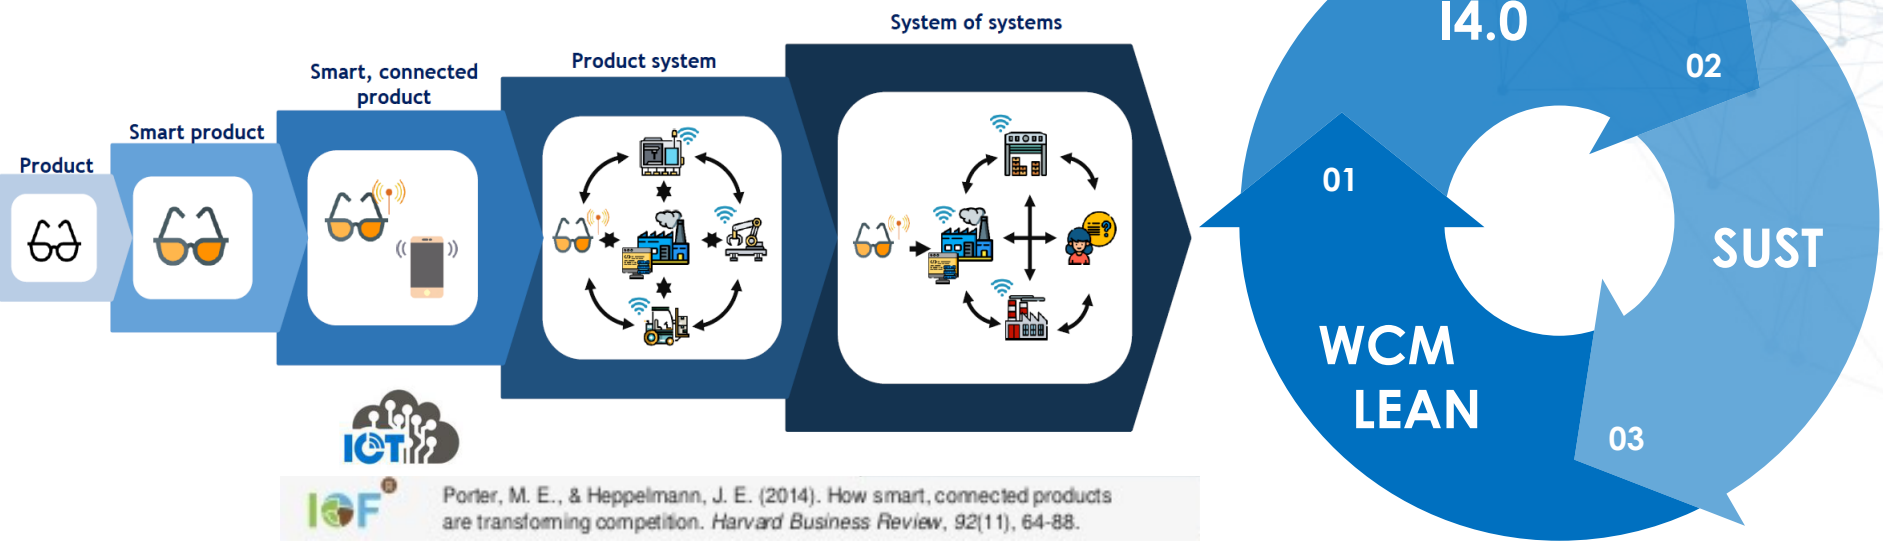 Product
Smart product
Smart, connected
product
Product system
System of systems
IOT
IOF
R
Porter, M. E., & Heppelmann, J. E. (2014). How smart, connected products
are transforming competition. Harvard Business Review, 92(11), 64-88.
I4.0
02
01
SUST
WCM
LEAN
03